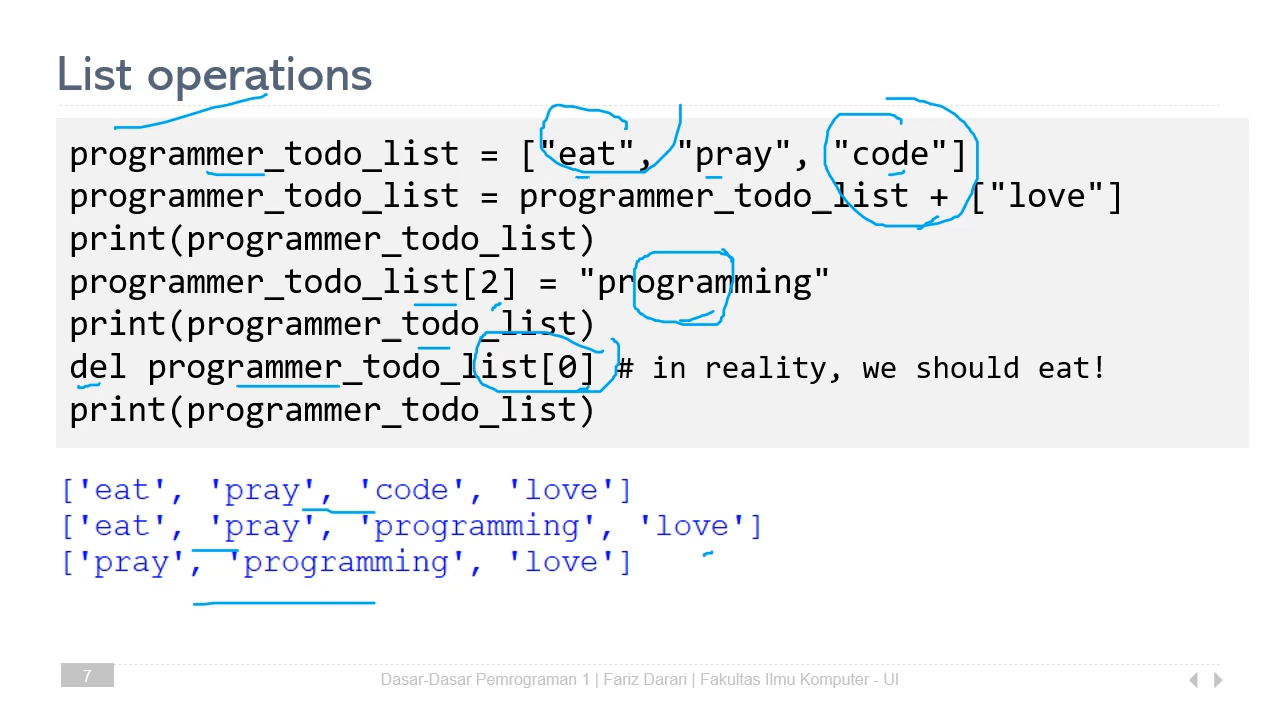 List operations
programmer_todo_list = ["eat", "pray", "code"]
programmer_todo_list = programmer_todo_list + ["love"]
print(programmer_todo_list)
programmer_todo_list[2] = "programming"
print(programmer_todo_list)
del programmer_todo_list[0] # in reality, we should eat!
print(programmer_todo_list)
['eat', 'pray', 'code', 'love']
['eat', 'pray', 'programming', 'love']
['pray', 'programming', 'love']
7
Dasar-Dasar Pemrograman 1 | Fariz Darari | Fakultas Ilmu Komputer - UI